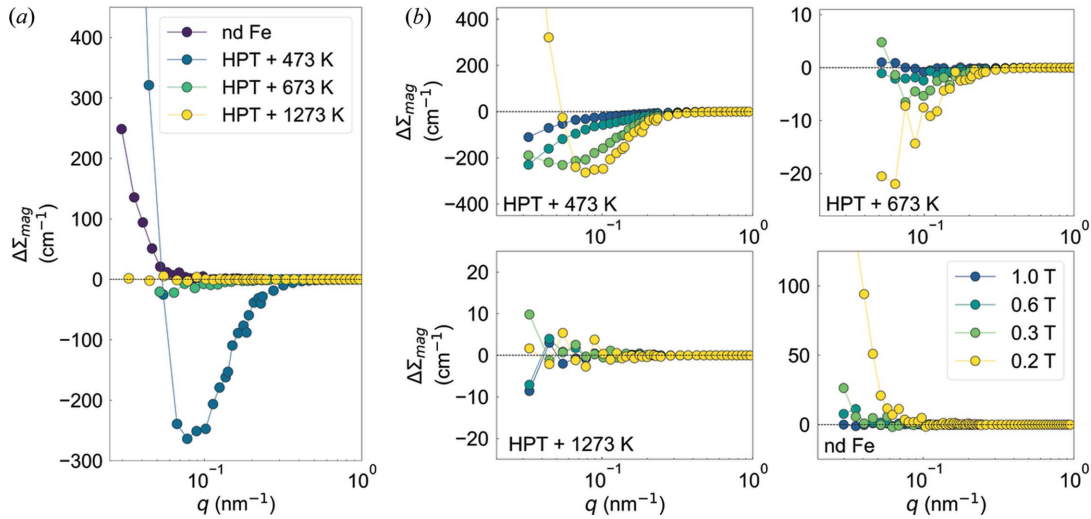 (a)
400
300
200
100
0
−100
−200
−300
ΔΣmag
(cm⁻¹)
nd Fe
HPT + 473 K
HPT + 673 K
HPT + 1273 K
10⁻¹
10⁰
q (nm⁻¹)
(b)
400
200
0
−200
−400
ΔΣmag
(cm⁻¹)
HPT + 473 K
10⁻¹
10⁰
10
0
−10
−20
HPT + 673 K
10⁻¹
10⁰
20
10
0
−10
−20
ΔΣmag
(cm⁻¹)
HPT + 1273 K
10⁻¹
10⁰
q (nm⁻¹)
100
50
0
1.0 T
0.6 T
0.3 T
0.2 T
nd Fe
10⁻¹
10⁰
q (nm⁻¹)